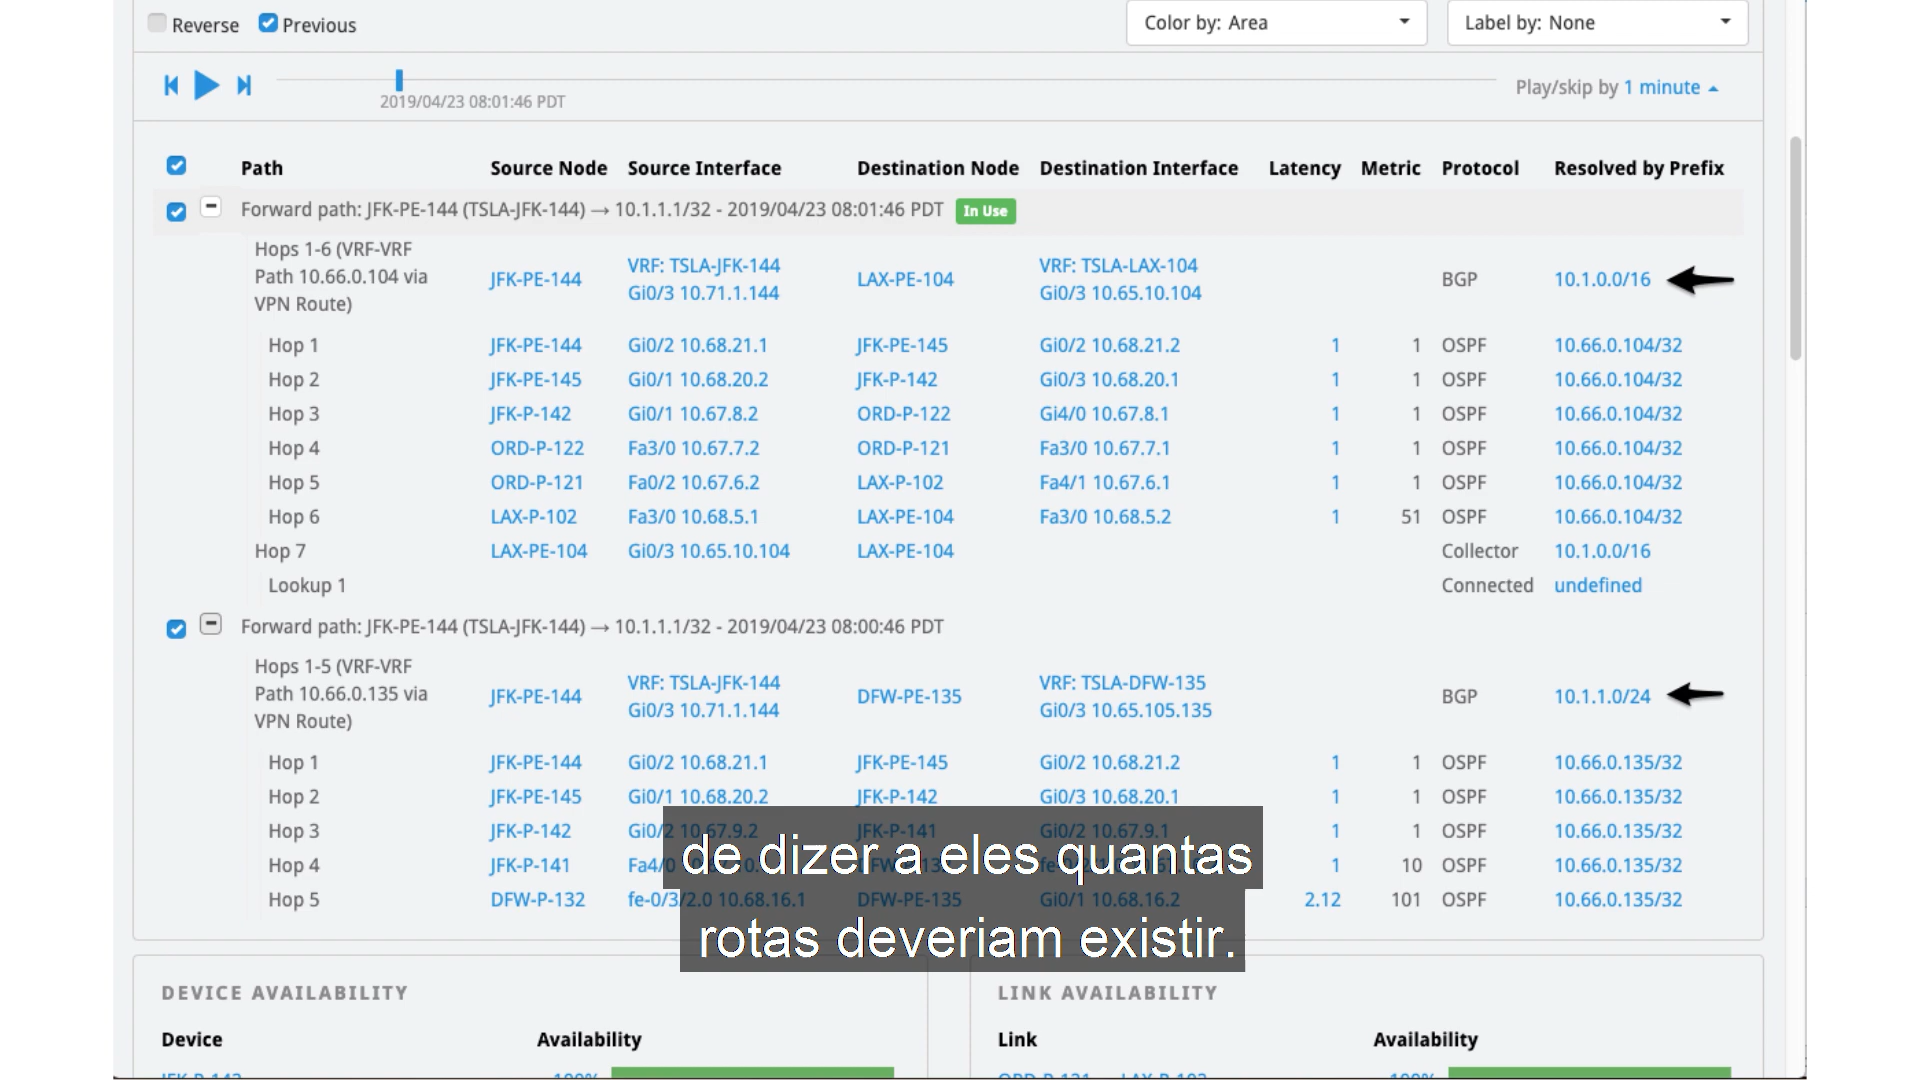 Reverse Previous Color by: Area Label by: None
2019/04/23 08:01:46 PDT Play/skip by 1 minute
Path Source Node Source Interface Destination Node Destination Interface Latency Metric Protocol Resolved by Prefix
Forward path: JFK-PE-144 (TSLA-JFK-144) → 10.1.1.1/32 - 2019/04/23 08:01:46 PDT In Use
Hops 1-6 (VRF-VRF
Path 10.66.0.104 via
VPN Route)
JFK-PE-144
VRF: TSLA-JFK-144
Gi0/3 10.71.1.144
LAX-PE-104
VRF: TSLA-LAX-104
Gi0/3 10.65.10.104
BGP 10.1.0.0/16
Hop 1 JFK-PE-144 Gi0/2 10.68.21.1 JFK-PE-145 Gi0/2 10.68.21.2 1 1 OSPF 10.66.0.104/32
Hop 2 JFK-PE-145 Gi0/1 10.68.20.2 JFK-P-142 Gi0/3 10.68.20.1 1 1 OSPF 10.66.0.104/32
Hop 3 JFK-P-142 Gi0/1 10.67.8.2 ORD-P-122 Gi4/0 10.67.8.1 1 1 OSPF 10.66.0.104/32
Hop 4 ORD-P-122 Fa3/0 10.67.7.2 ORD-P-121 Fa3/0 10.67.7.1 1 1 OSPF 10.66.0.104/32
Hop 5 ORD-P-121 Fa0/2 10.67.6.2 LAX-P-102 Fa4/1 10.67.6.1 1 1 OSPF 10.66.0.104/32
Hop 6 LAX-P-102 Fa3/0 10.68.5.1 LAX-PE-104 Fa3/0 10.68.5.2 1 51 OSPF 10.66.0.104/32
Hop 7 LAX-PE-104 Gi0/3 10.65.10.104 LAX-PE-104 Collector 10.1.0.0/16
Lookup 1 Connected undefined
Forward path: JFK-PE-144 (TSLA-JFK-144) → 10.1.1.1/32 - 2019/04/23 08:00:46 PDT
Hops 1-5 (VRF-VRF
Path 10.66.0.135 via
VPN Route)
JFK-PE-144
VRF: TSLA-JFK-144
Gi0/3 10.71.1.144
DFW-PE-135
VRF: TSLA-DFW-135
Gi0/3 10.65.105.135
BGP 10.1.1.0/24
Hop 1 JFK-PE-144 Gi0/2 10.68.21.1 JFK-PE-145 Gi0/2 10.68.21.2 1 1 OSPF 10.66.0.135/32
Hop 2 JFK-PE-145 Gi0/1 10.68.20.2 JFK-P-142 Gi0/3 10.68.20.1 1 1 OSPF 10.66.0.135/32
Hop 3 JFK-P-142 Gi0/2 10.67.9.2 JFK-P-141 Gi0/2 10.67.9.1 1 1 OSPF 10.66.0.135/32
Hop 4 JFK-P-141 1 10 OSPF 10.66.0.135/32
Hop 5 DFW-P-132 fe-0/3/2.0 10.68.16.1 DFW-PE-135 Gi0/1 10.68.16.2 2.12 101 OSPF 10.66.0.135/32
de dizer a eles quantas
rotas deveriam existir.
DEVICE AVAILABILITY
Device Availability
LINK AVAILABILITY
Link Availability